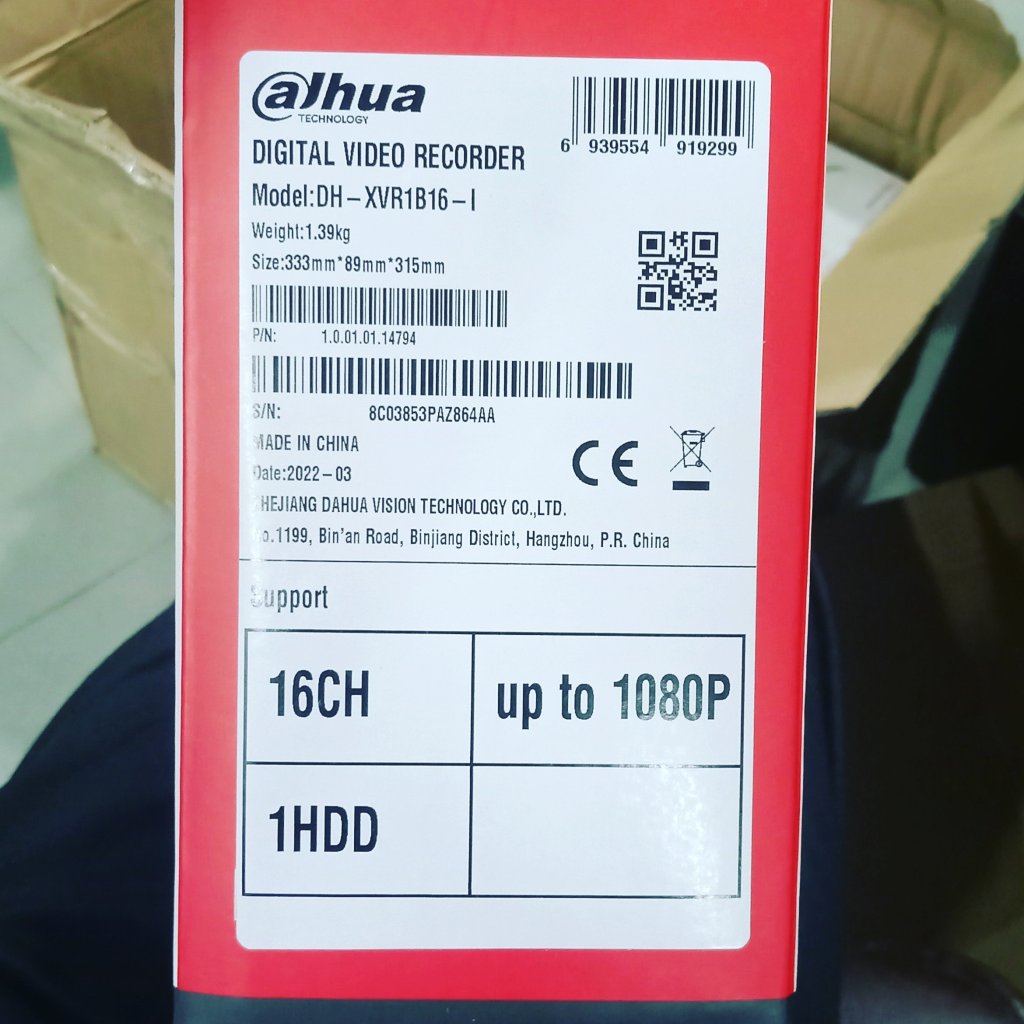 alhua
TECHNOLOGY
6 939554 919299
DIGITAL VIDEO RECORDER
Model:DH-XVR1B16-I
Weight:1.39kg
Size:333mm*89mm*315mm
P/N: 1.0.01.01.14794
S/N: 8C03853PAZ864AA
MADE IN CHINA
Date:2022-03
ZHEJIANG DAHUA VISION TECHNOLOGY CO.,LTD.
No.1199, Bin'an Road, Binjiang District, Hangzhou, P.R. China
CE
Support
16CH
up to 1080P
1HDD